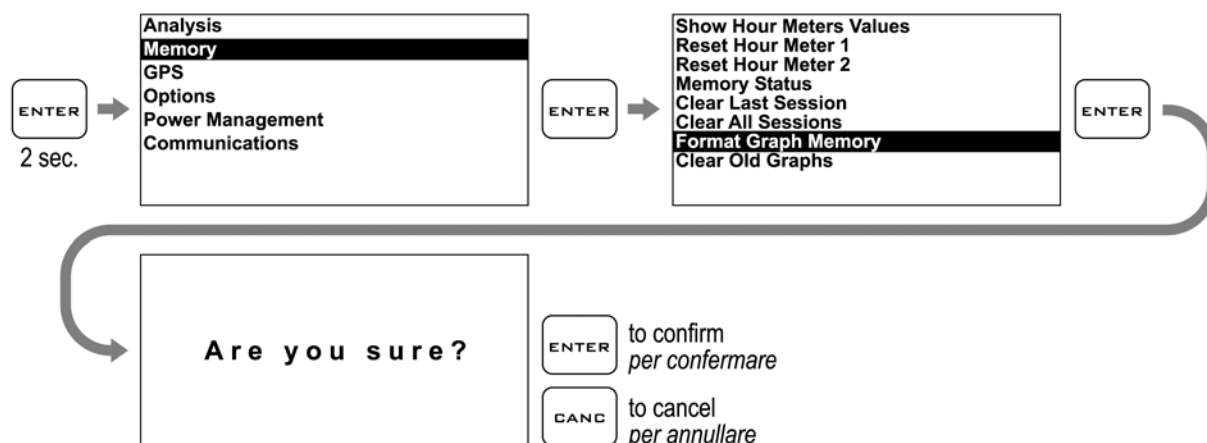 ENTER
2 sec.
Analysis
Memory
GPS
Options
Power Management
Communications
ENTER
Show Hour Meters Values
Reset Hour Meter 1
Reset Hour Meter 2
Memory Status
Clear Last Session
Clear All Sessions
Format Graph Memory
Clear Old Graphs
ENTER
Are you sure?
ENTER
to confirm
per confermare
CANC
to cancel
per annullare